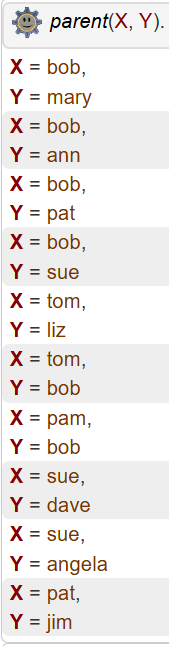 parent(X, Y).
X = bob,
Y = mary
X = bob,
Y = ann
X = bob,
Y = pat
X = bob,
Y = sue
X = tom,
Y = liz
X = tom,
Y = bob
X = pam,
Y = bob
X = sue,
Y = dave
X = sue,
Y = angela
X = pat,
Y = jim